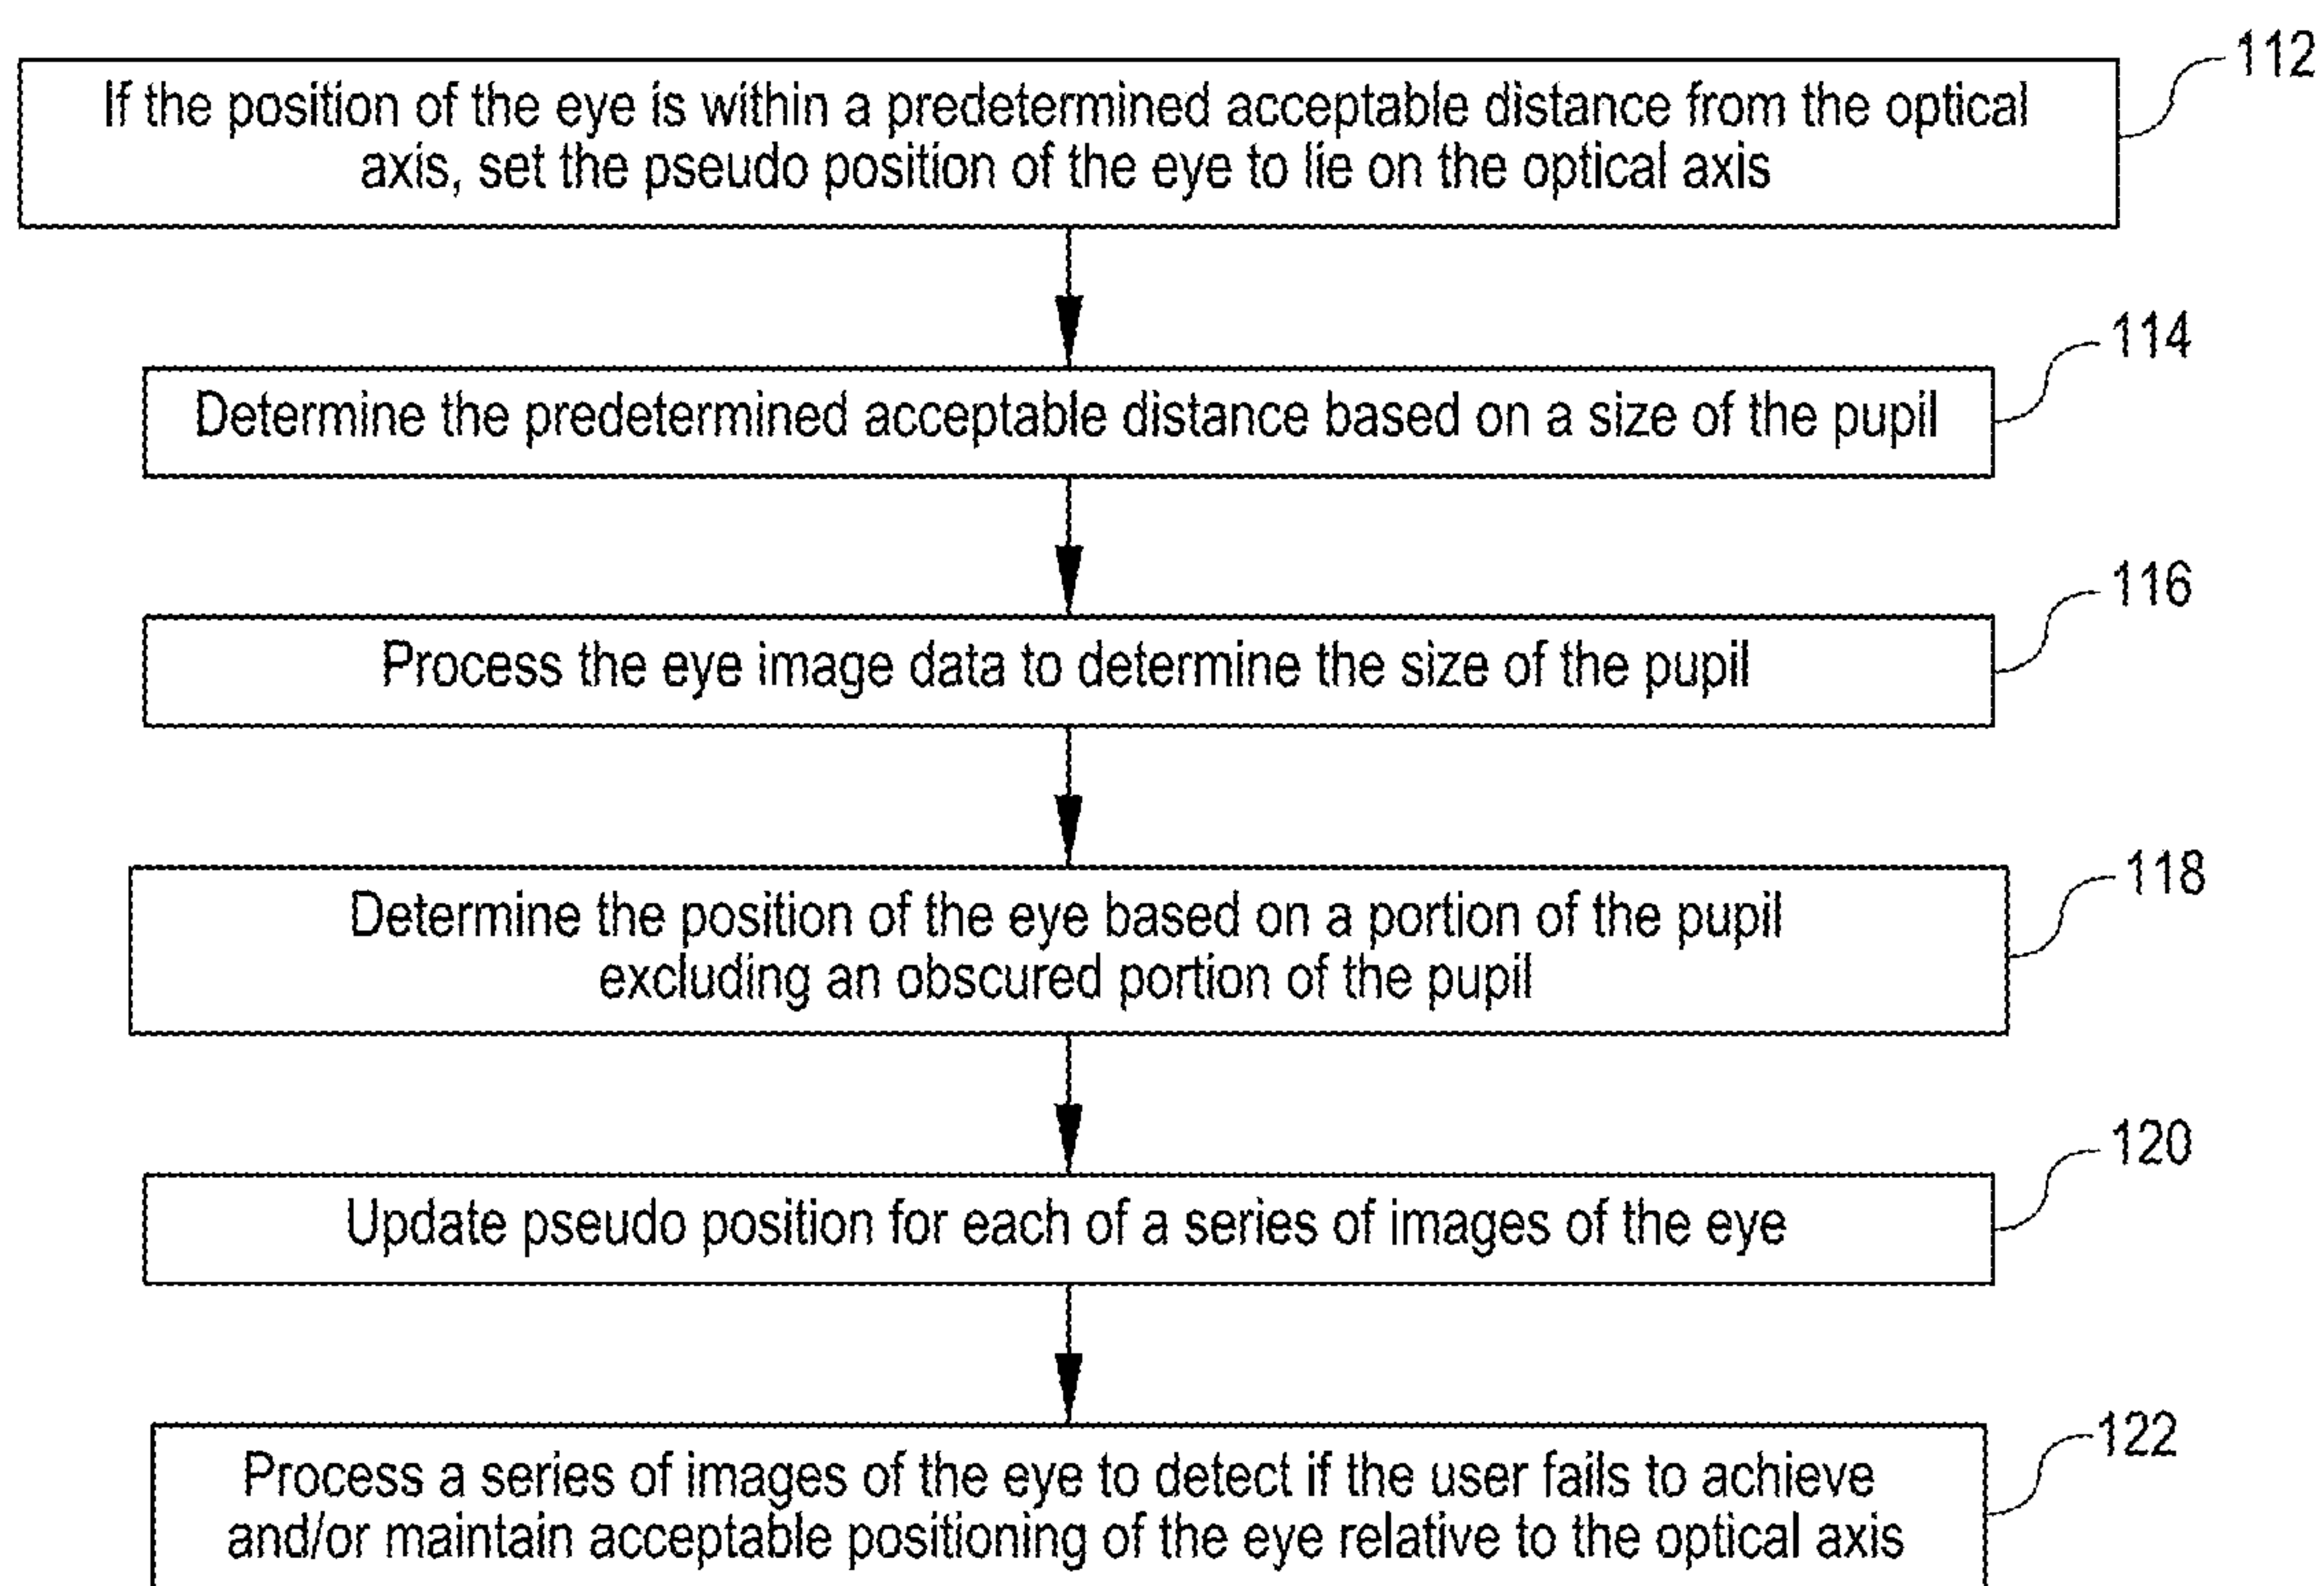 112
If the position of the eye is within a predetermined acceptable distance from the optical
axis, set the pseudo position of the eye to lie on the optical axis
114
Determine the predetermined acceptable distance based on a size of the pupil
116
Process the eye image data to determine the size of the pupil
118
Determine the position of the eye based on a portion of the pupil
excluding an obscured portion of the pupil
120
Update pseudo position for each of a series of images of the eye
122
Process a series of images of the eye to detect if the user fails to achieve
and/or maintain acceptable positioning of the eye relative to the optical axis